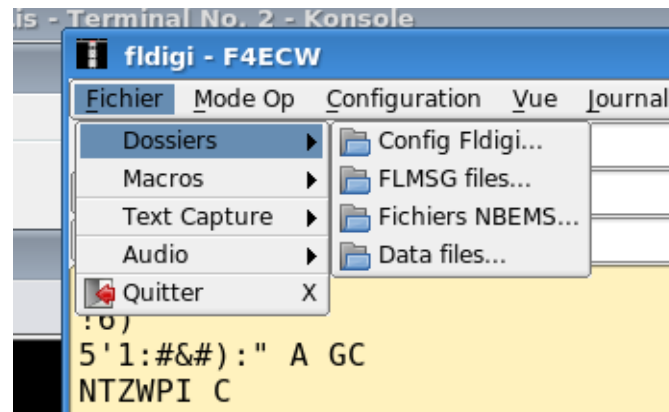 is - Terminal No. 2 - Konsole
fldigi - F4ECW
Fichier Mode Op Configuration Vue Journal
Dossiers
Macros
Text Capture
Audio
Quitter X
Config Fldigi...
FLMSG files...
Fichiers NBEMS...
Data files...
!6)
5'1:#&#):" A GC
NTZWPI C